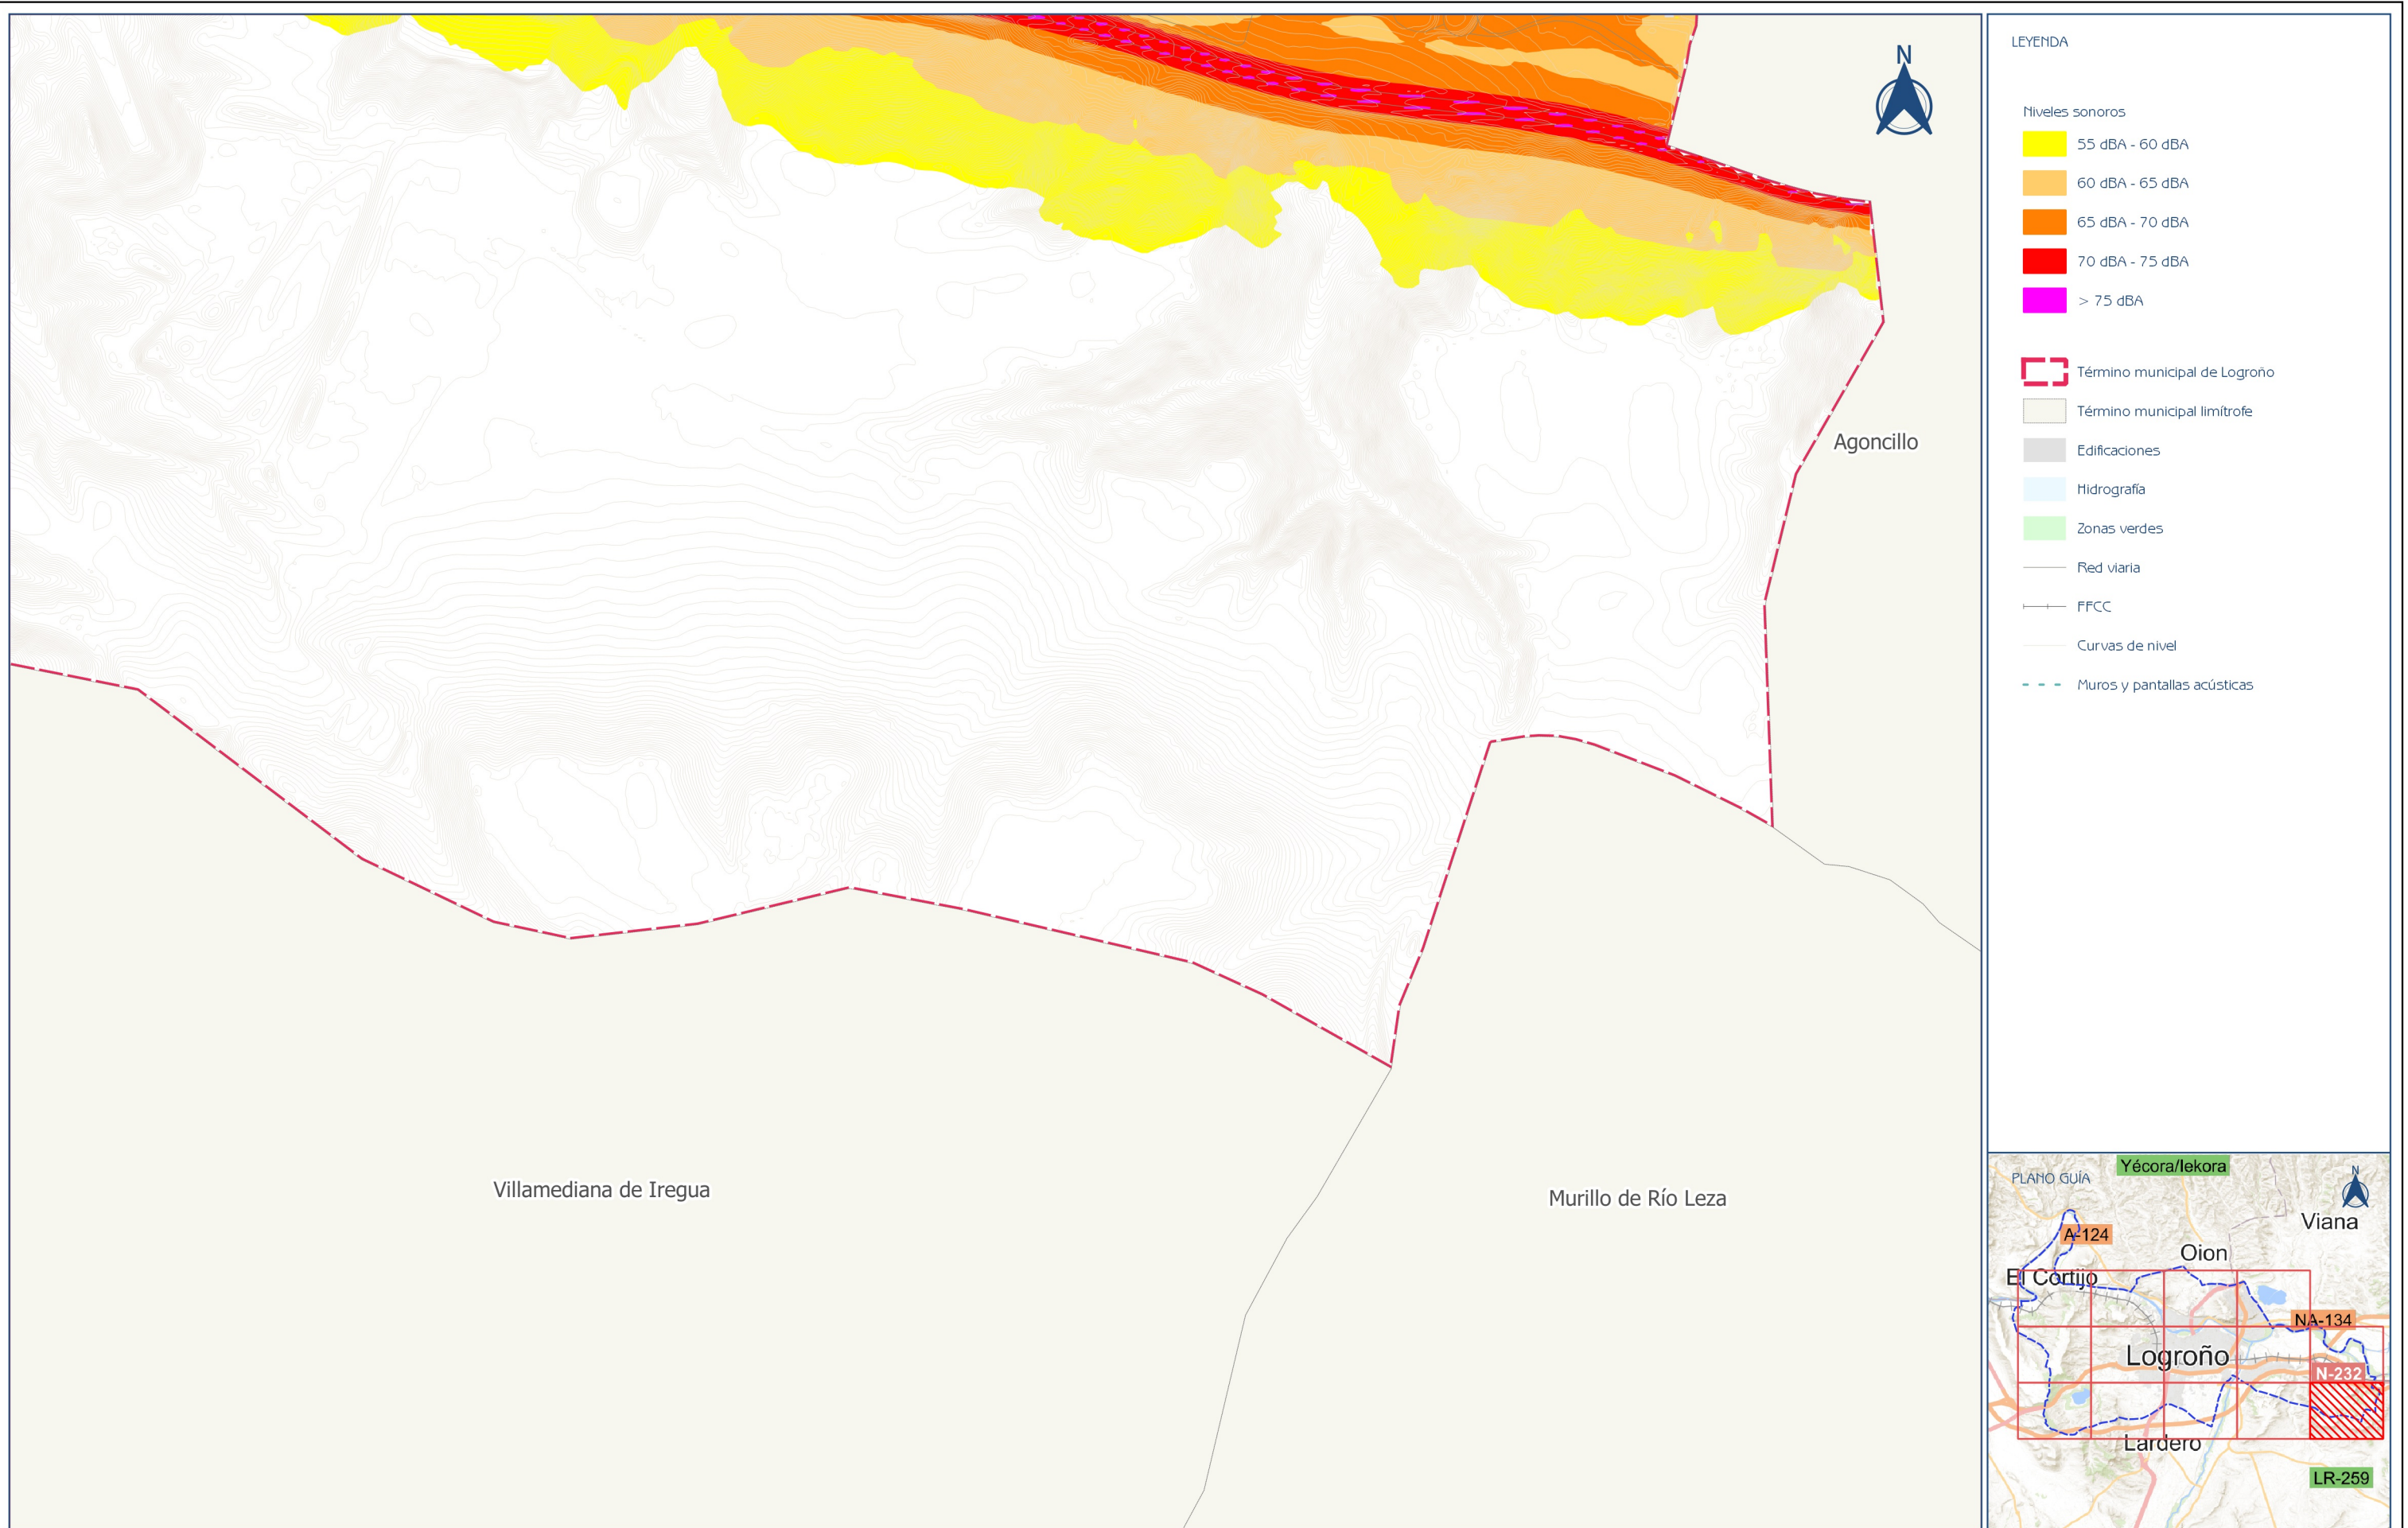 N
Agoncillo
Villamediana de Iregua
Murillo de Río Leza
LEYENDA
Niveles sonoros
55 dBA - 60 dBA
60 dBA - 65 dBA
65 dBA - 70 dBA
70 dBA - 75 dBA
> 75 dBA
Término municipal de Logroño
Término municipal limítrofe
Edificaciones
Hidrografía
Zonas verdes
Red viaria
FFCC
Curvas de nivel
Muros y pantallas acústicas
PLANO GUÍA
Yécora/Iekora
N
Viana
A-124
Oion
El Cortijo
NA-134
Logroño
N-232
Lardero
LR-259